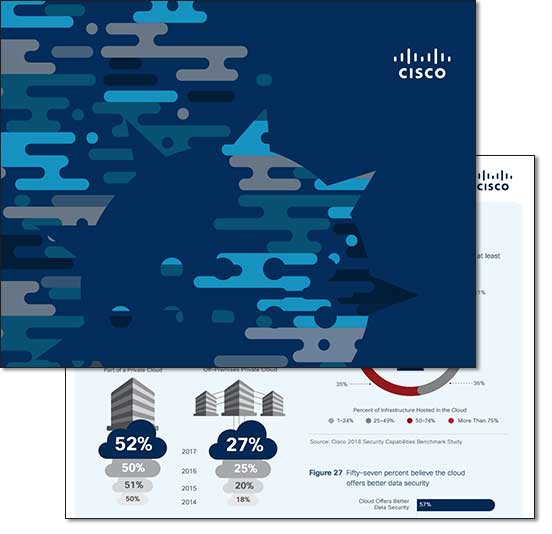 CISCO
CISCO
at least
1%
Part of a Private Cloud
Off-Premises Private Cloud
35%
36%
Percent of Infrastructure Hosted in the Cloud
1-24% 25–49% 50-74% More Than 75%
Source: Cisco 2018 Security Capabilities Benchmark Study
52% 2017 27%
50% 2016 25%
51% 2015 20%
50% 2014 18%
Figure 27 Fifty-seven percent believe the cloud
offers better data security
Cloud Offers Better
Data Security
57%